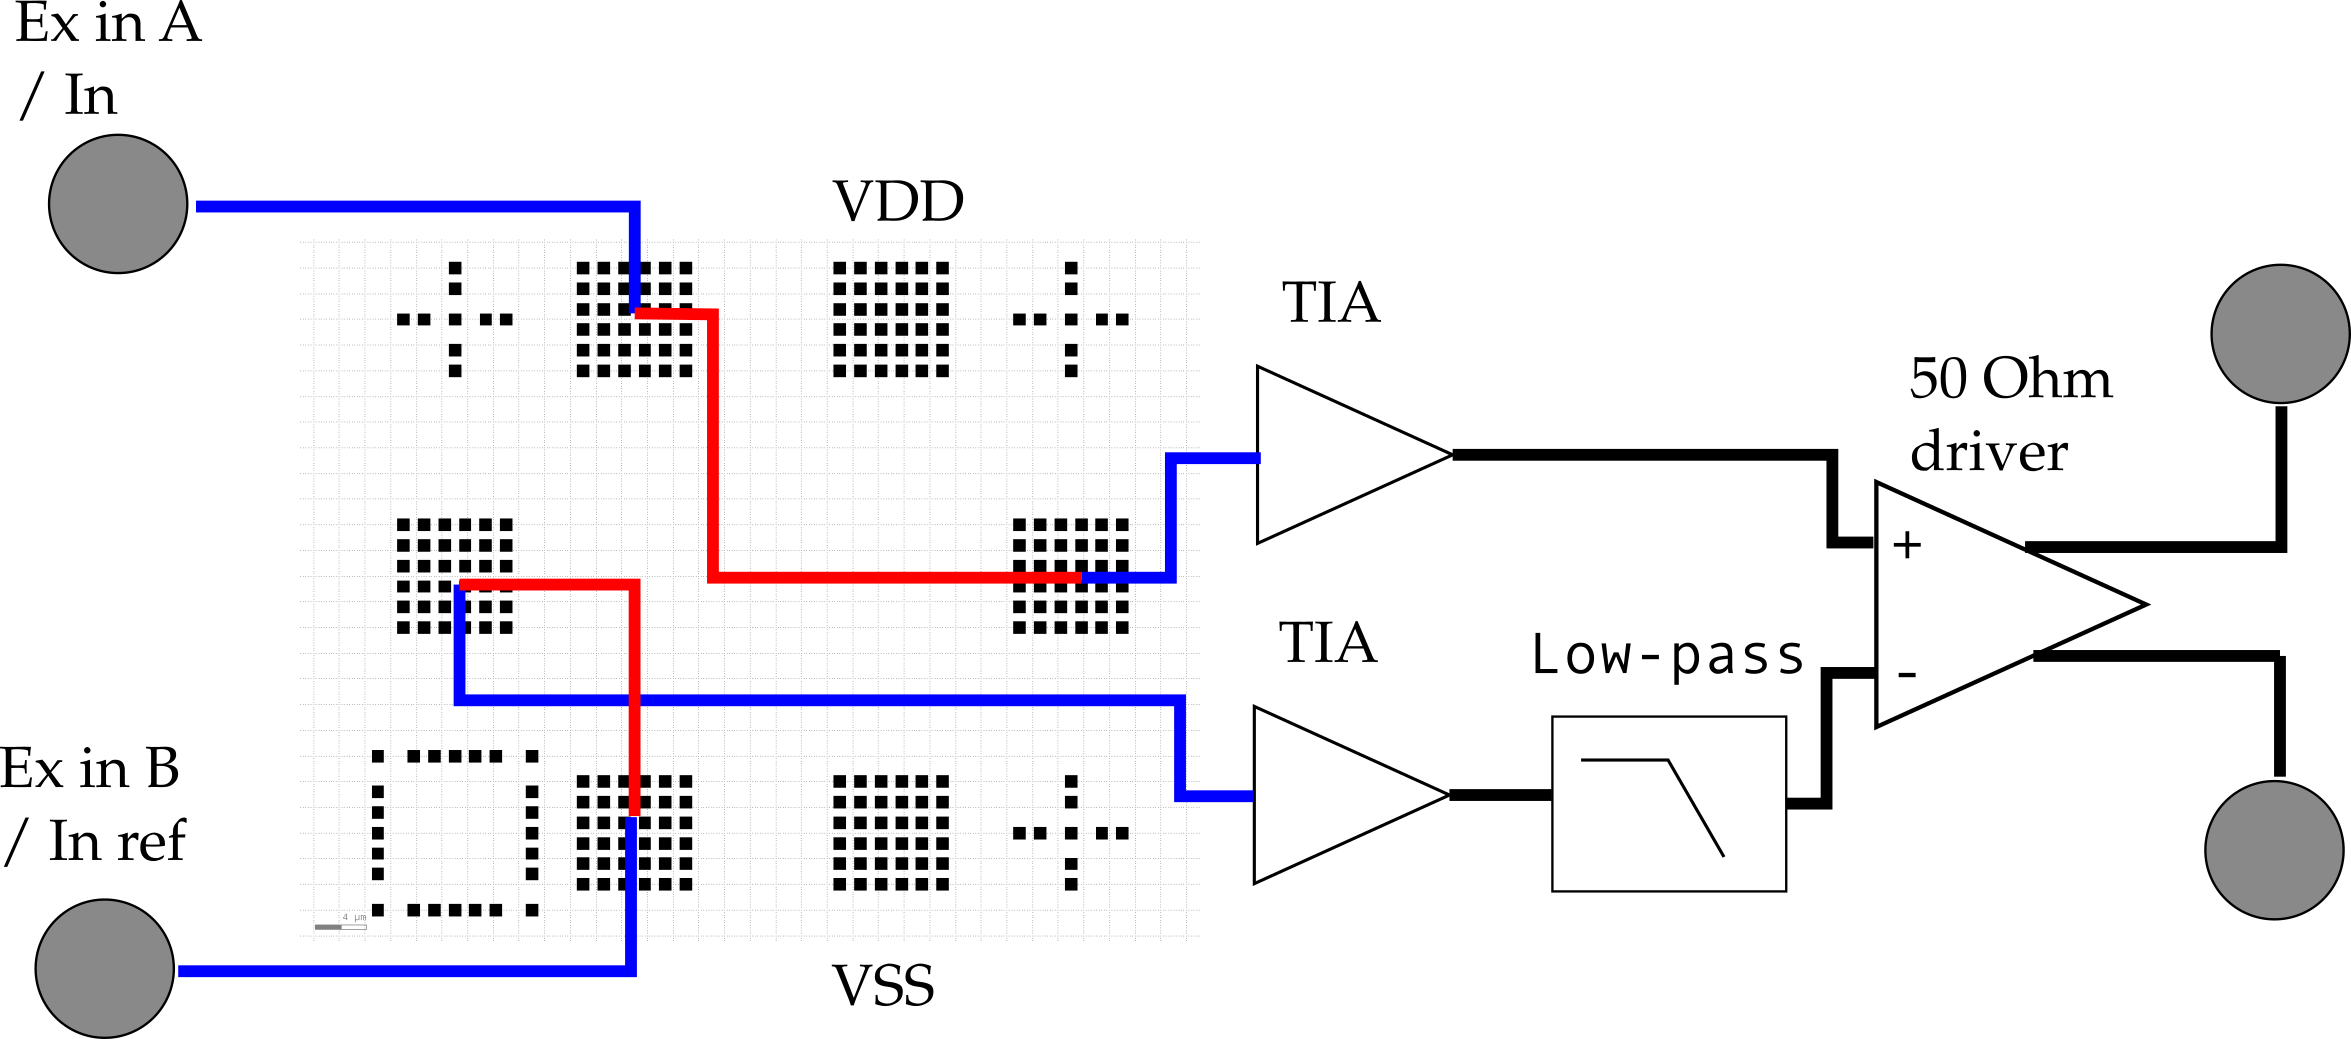 Ex in A
/ In
VDD
TIA
50 Ohm
driver
+
TIA
Low-pass
-
Ex in B
/ In ref
4 µm
VSS